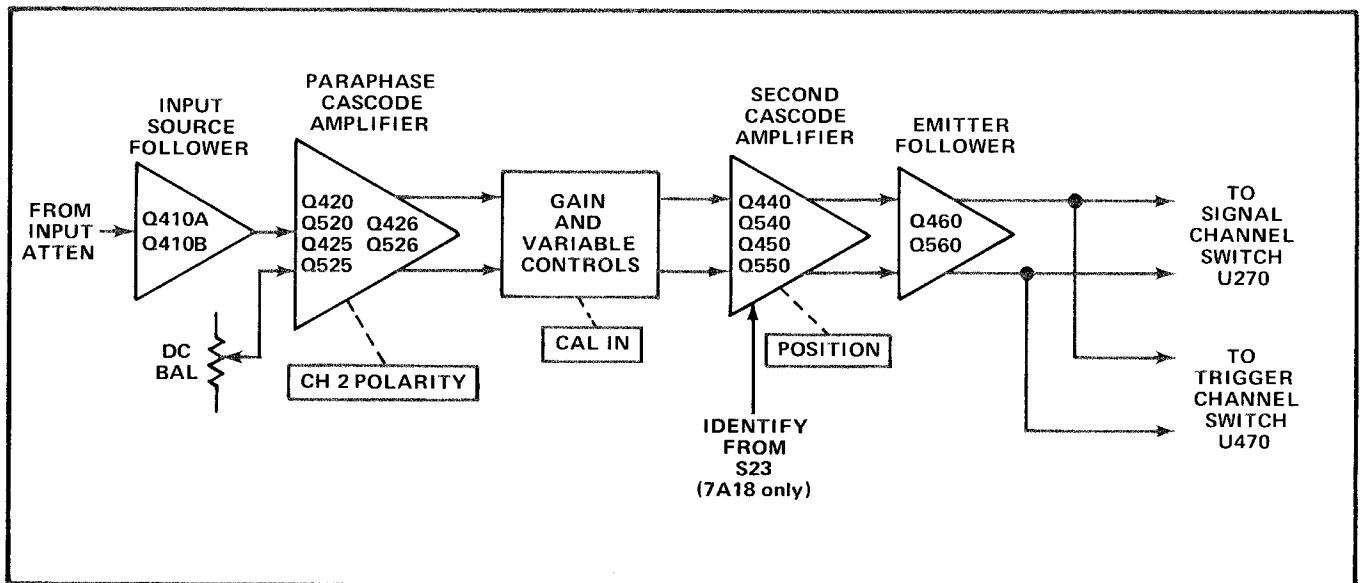 FROM
INPUT
ATTEN
INPUT
SOURCE
FOLLOWER
Q410A
Q410B
DC
BAL
PARAPHASE
CASCODE
AMPLIFIER
Q420
Q520
Q425
Q525
Q426
Q526
CH 2 POLARITY
GAIN
AND
VARIABLE
CONTROLS
CAL IN
SECOND
CASCODE
AMPLIFIER
Q440
Q540
Q450
Q550
POSITION
IDENTIFY
FROM
S23
(7A18 only)
EMITTER
FOLLOWER
Q460
Q560
TO
SIGNAL
CHANNEL
SWITCH
U270
TO
TRIGGER
CHANNEL
SWITCH
U470